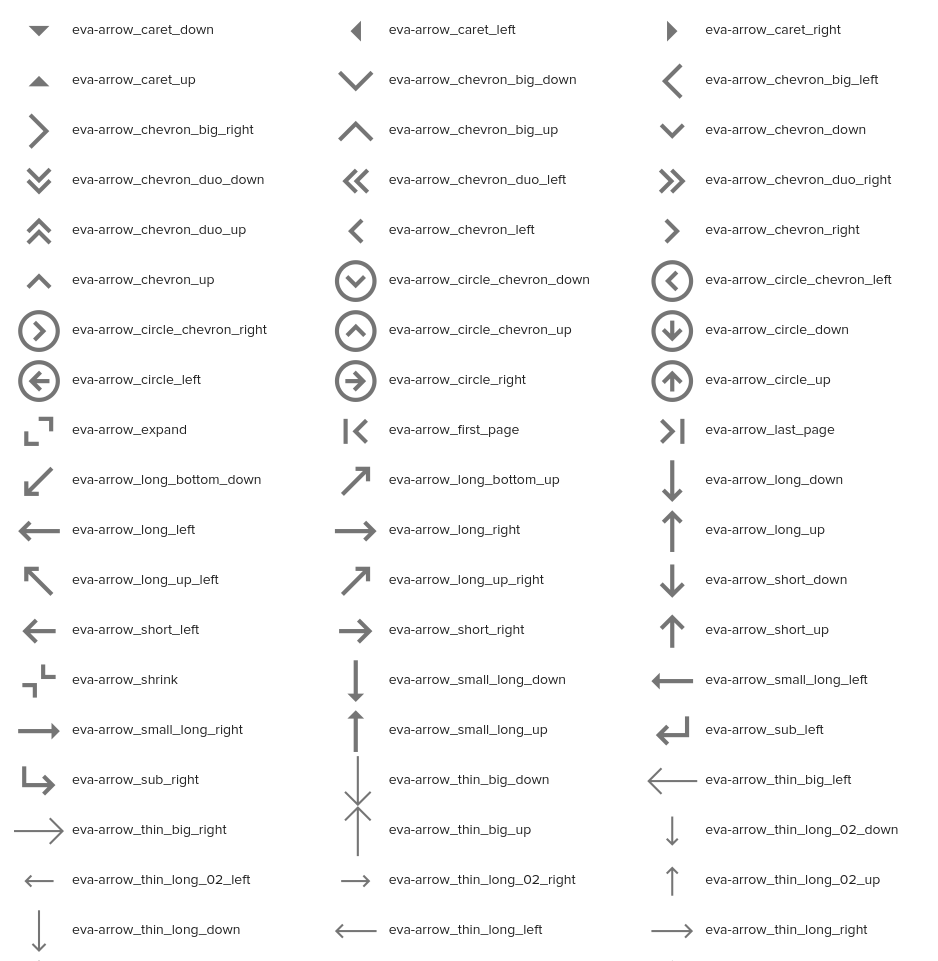 eva-arrow_caret_down eva-arrow_caret_left eva-arrow_caret_right
eva-arrow_caret_up eva-arrow_chevron_big_down eva-arrow_chevron_big_left
eva-arrow_chevron_big_right eva-arrow_chevron_big_up eva-arrow_chevron_down
eva-arrow_chevron_duo_down eva-arrow_chevron_duo_left eva-arrow_chevron_duo_right
eva-arrow_chevron_duo_up eva-arrow_chevron_left eva-arrow_chevron_right
eva-arrow_chevron_up eva-arrow_circle_chevron_down eva-arrow_circle_chevron_left
eva-arrow_circle_chevron_right eva-arrow_circle_chevron_up eva-arrow_circle_down
eva-arrow_circle_left eva-arrow_circle_right eva-arrow_circle_up
eva-arrow_expand eva-arrow_first_page eva-arrow_last_page
eva-arrow_long_bottom_down eva-arrow_long_bottom_up eva-arrow_long_down
eva-arrow_long_left eva-arrow_long_right eva-arrow_long_up
eva-arrow_long_up_left eva-arrow_long_up_right eva-arrow_short_down
eva-arrow_short_left eva-arrow_short_right eva-arrow_short_up
eva-arrow_shrink eva-arrow_small_long_down eva-arrow_small_long_left
eva-arrow_small_long_right eva-arrow_small_long_up eva-arrow_sub_left
eva-arrow_sub_right eva-arrow_thin_big_down eva-arrow_thin_big_left
eva-arrow_thin_big_right eva-arrow_thin_big_up eva-arrow_thin_long_02_down
eva-arrow_thin_long_02_left eva-arrow_thin_long_02_right eva-arrow_thin_long_02_up
eva-arrow_thin_long_down eva-arrow_thin_long_left eva-arrow_thin_long_right